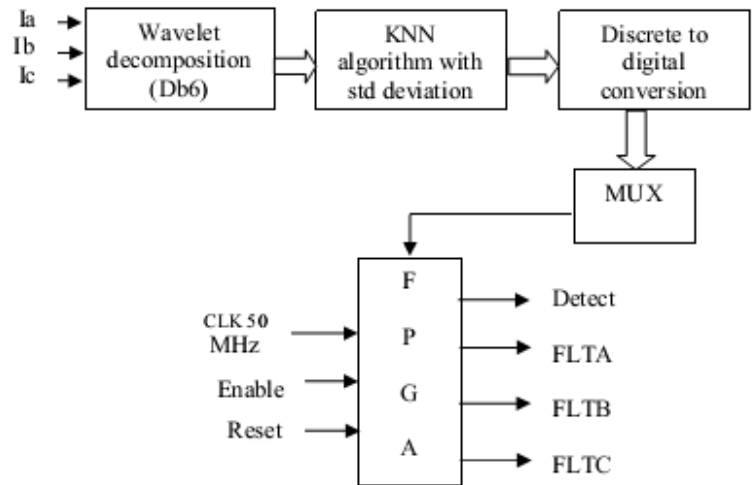 Ia
Ib
Ic
Wavelet
decomposition
(Db6)
KNN
algorithm with
std deviation
Discrete to
digital
conversion
MUX
F
P
G
A
CLK 50
MHz
Enable
Reset
Detect
FLTA
FLTB
FLTC